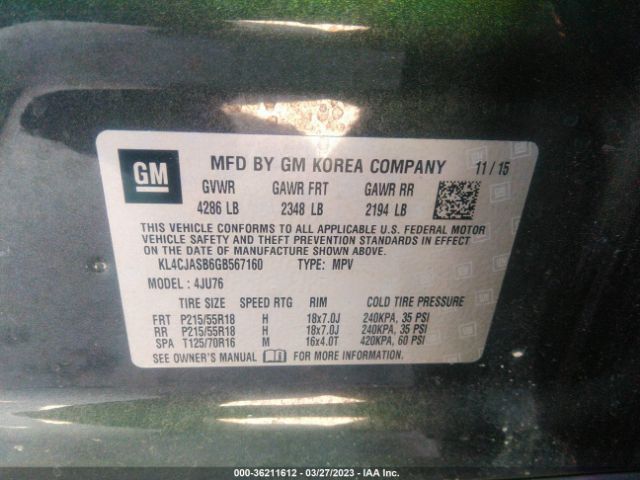 GM MFD BY GM KOREA COMPANY 11/15
GVWR GAWR FRT GAWR RR
4286 LB 2348 LB 2194 LB
THIS VEHICLE CONFORMS TO ALL APPLICABLE U.S. FEDERAL MOTOR
VEHICLE SAFETY AND THEFT PREVENTION STANDARDS IN EFFECT ON
THE DATE OF MANUFACTURE SHOWN ABOVE.
KL4CJASB6GB567160 TYPE: MPV
MODEL: 4JU76
TIRE SIZE SPEED RTG RIM COLD TIRE PRESSURE
FRT P215/55R18 H 18x7.0J 240KPA, 35 PSI
RR P215/55R18 H 18x7.0J 240KPA, 35 PSI
SPA T125/70R16 M 16x4.0T 420KPA, 60 PSI
SEE OWNER'S MANUAL FOR MORE INFORMATION.
000-36211612 - 03/27/2023 - IAA Inc.